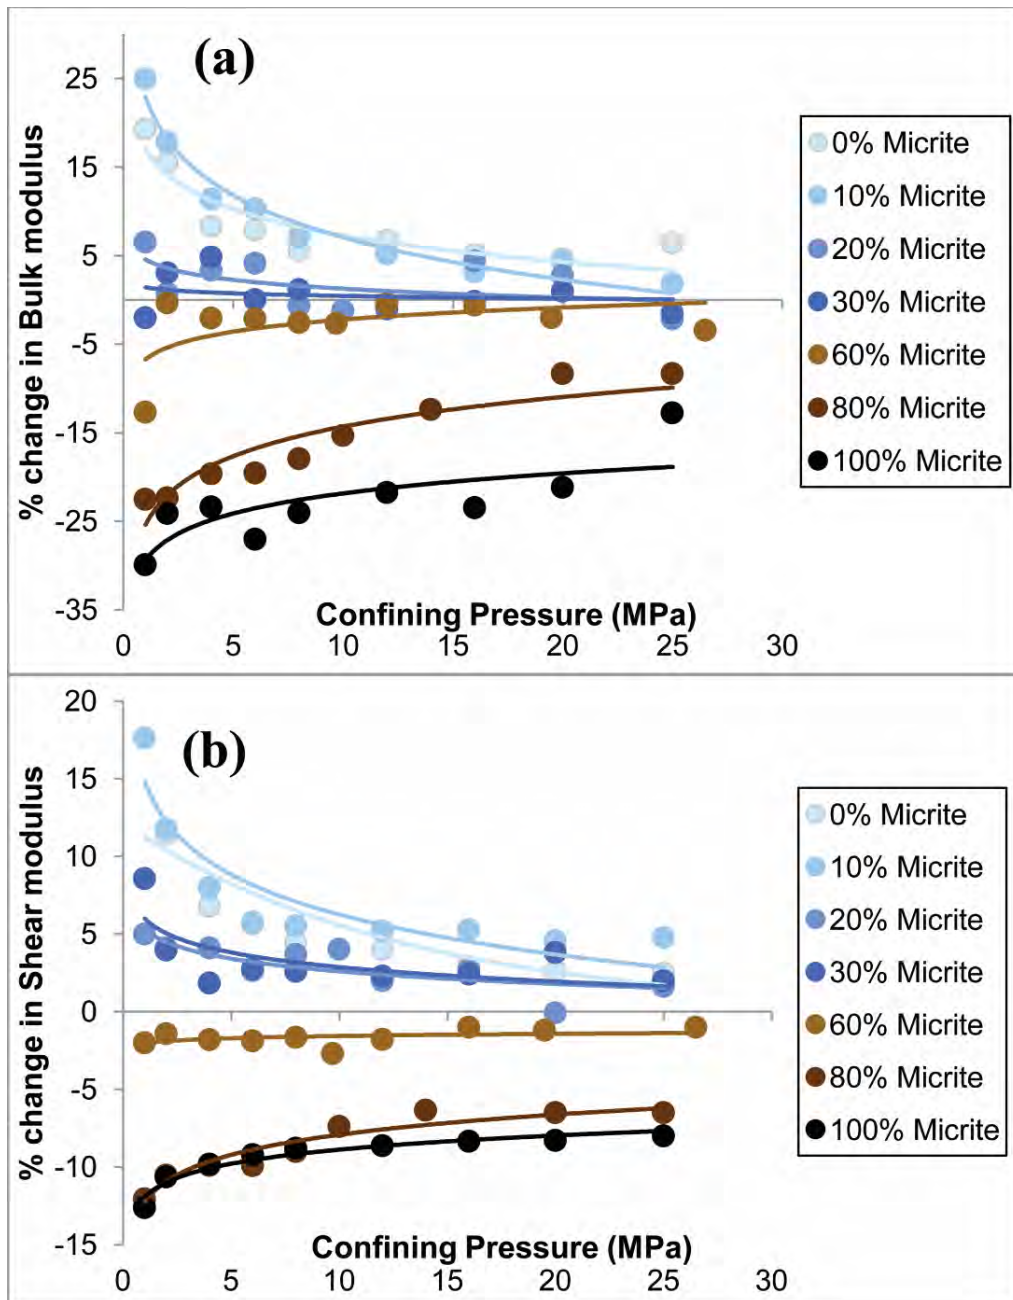 (a)
% change in Bulk modulus
25
15
5
-5
-15
-25
-35
0
5
10
15
20
25
30
Confining Pressure (MPa)
0% Micrite
10% Micrite
20% Micrite
30% Micrite
60% Micrite
80% Micrite
100% Micrite
(b)
% change in Shear modulus
20
15
10
5
0
-5
-10
-15
0
5
10
15
20
25
30
Confining Pressure (MPa)
0% Micrite
10% Micrite
20% Micrite
30% Micrite
60% Micrite
80% Micrite
100% Micrite